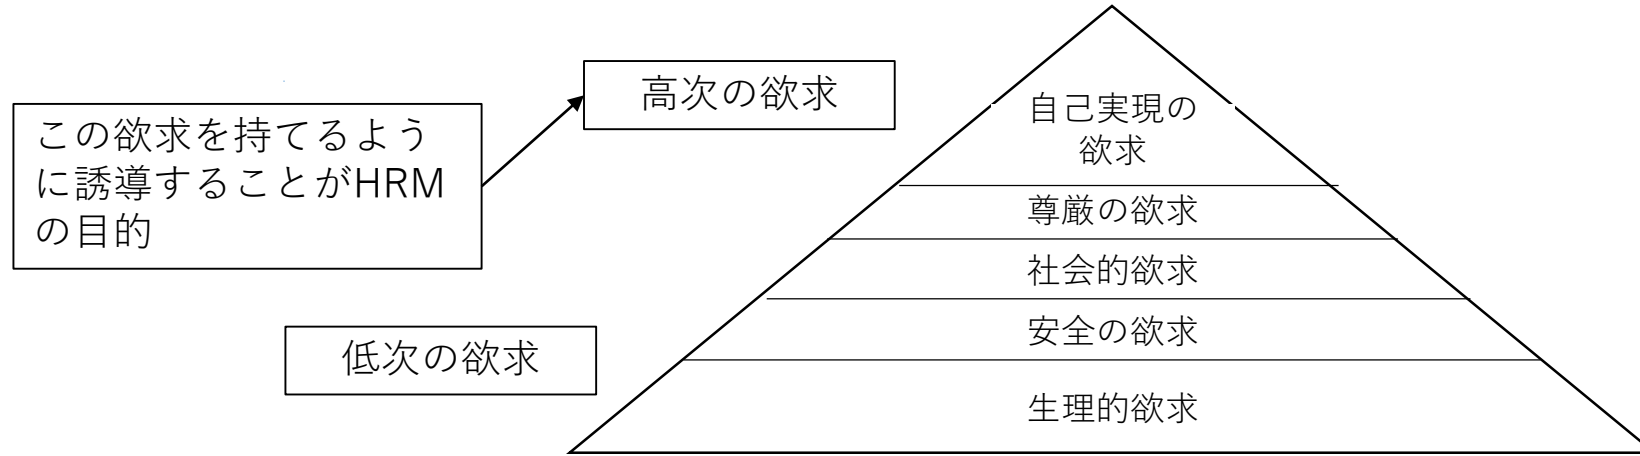 高次の欲求
この欲求を持てるよう
に誘導することがHRM
の目的
低次の欲求
自己実現の
欲求
尊厳の欲求
社会的欲求
安全の欲求
生理的欲求